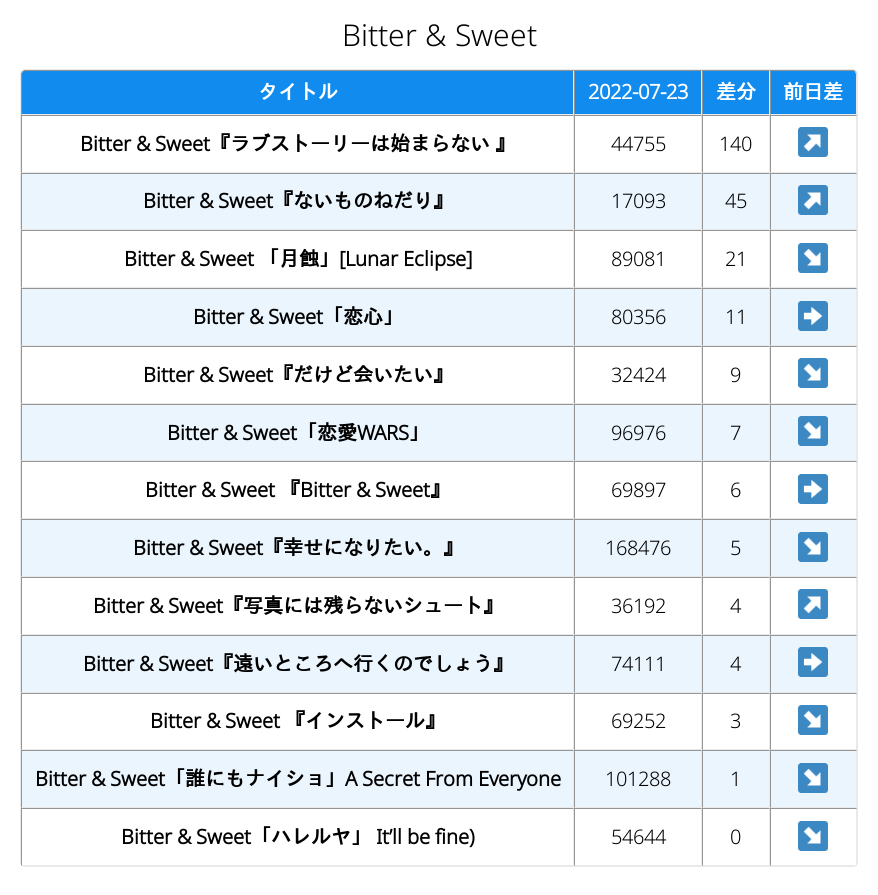 Bitter & Sweet
タイトル 2022-07-23 差分 前日差
Bitter & Sweet『ラブストーリーは始まらない 』 44755 140 ↗
Bitter & Sweet『ないものねだり』 17093 45 ↗
Bitter & Sweet 「月蝕」[Lunar Eclipse] 89081 21 ↘
Bitter & Sweet「恋心」 80356 11 ➡
Bitter & Sweet『だけど会いたい』 32424 9 ↘
Bitter & Sweet「恋愛WARS」 96976 7 ↘
Bitter & Sweet 『Bitter & Sweet』 69897 6 ➡
Bitter & Sweet『幸せになりたい。』 168476 5 ↘
Bitter & Sweet『写真には残らないシュート』 36192 4 ↗
Bitter & Sweet『遠いところへ行くのでしょう』 74111 4 ➡
Bitter & Sweet 『インストール』 69252 3 ↘
Bitter & Sweet「誰にもナイショ」A Secret From Everyone 101288 1 ↘
Bitter & Sweet「ハレルヤ」 It’ll be fine) 54644 0 ↘